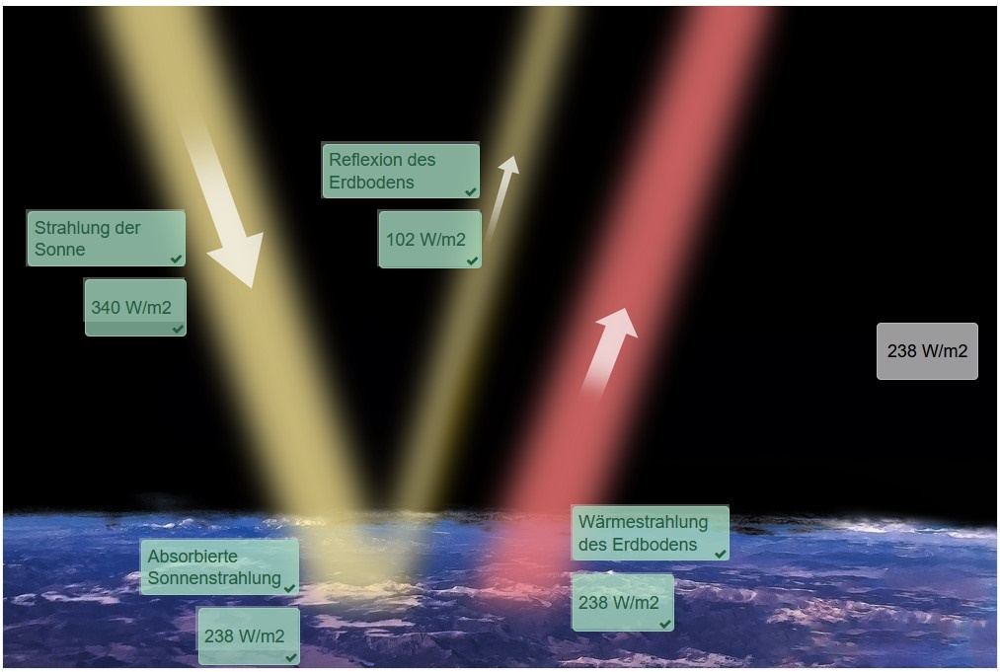 Reflexion des
Erdbodens
102 W/m2
Strahlung der
Sonne
340 W/m2
238 W/m2
Wärmestrahlung
des Erdbodens
238 W/m2
Absorbierte
Sonnenstrahlung
238 W/m2